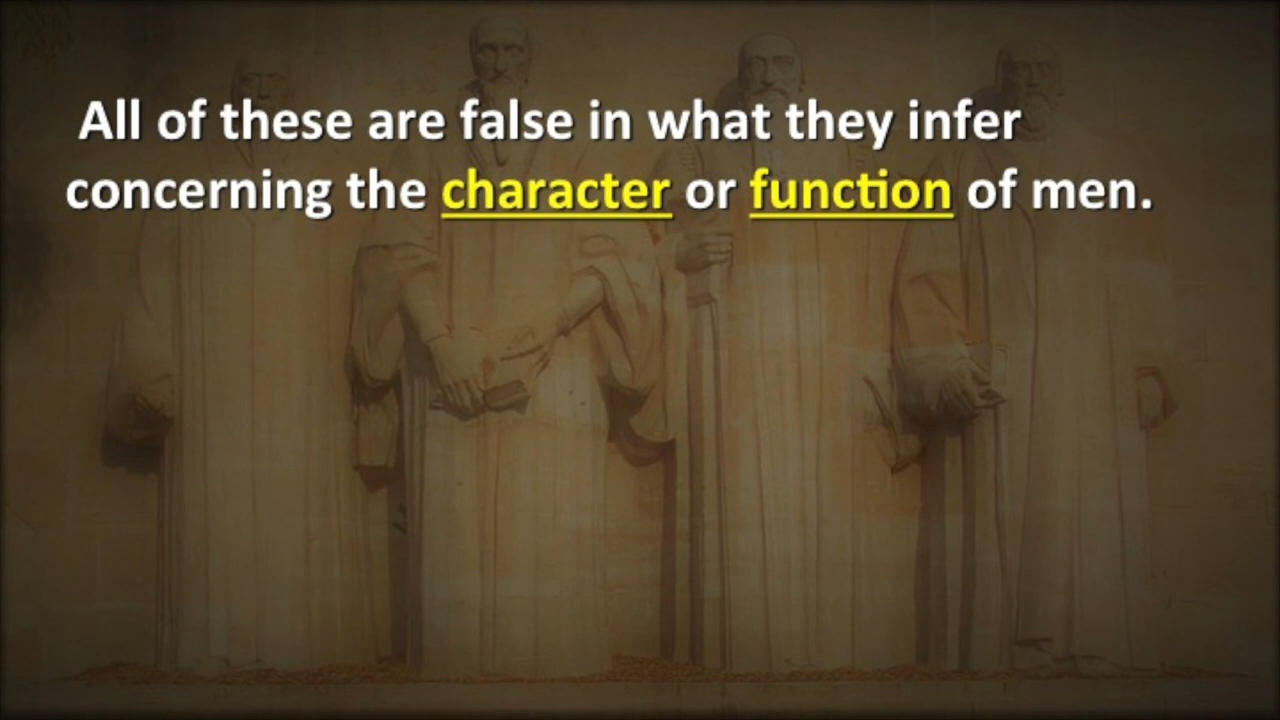 All of these are false in what they infer
concerning the character or function of men.